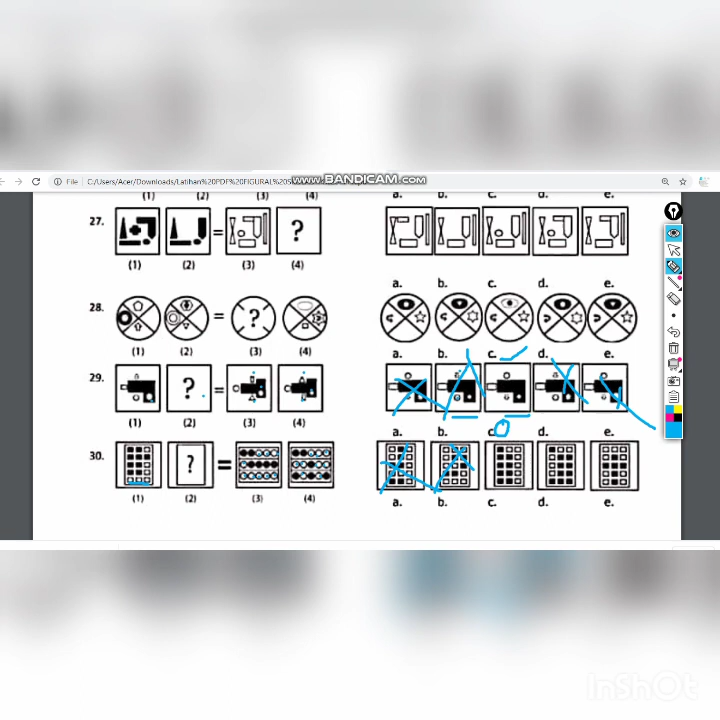 www.BANDICAM.com
File C:/Users/Acer/Downloads/Latihan%20PDF%20FIGURAL%20S
(1) (2) (3) (4) a. b. c. d. e.
27. = ?
(1) (2) (3) (4) a. b. c. d. e.
28. = ?
(1) (2) (3) (4) a. b. c. d. e.
29. ? =
(1) (2) (3) (4) a. b. c. d. e.
30. ? =
(1) (2) (3) (4) a. b. c. d. e.
InShOt